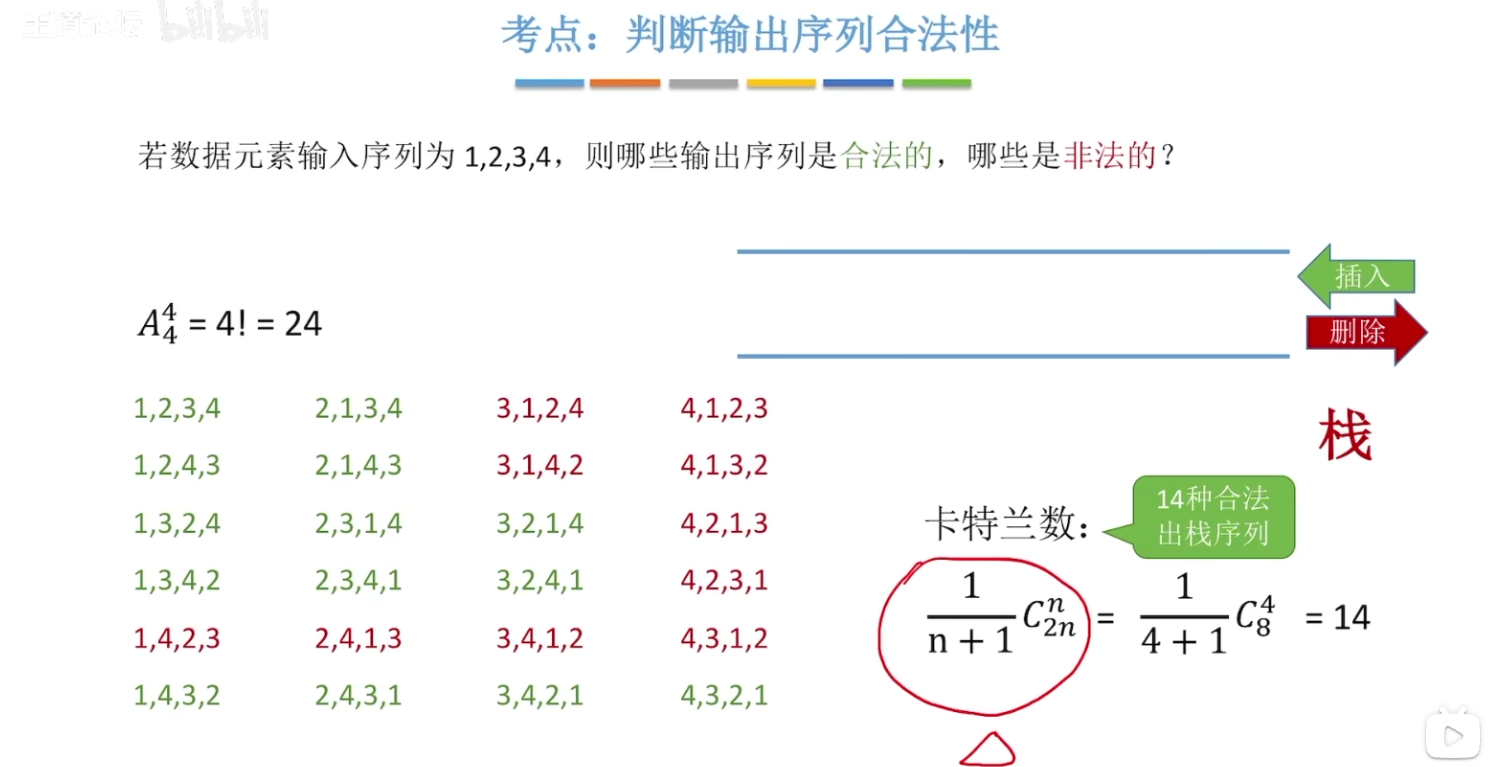 王道论坛 bilibili
考点：判断输出序列合法性
若数据元素输入序列为 1,2,3,4，则哪些输出序列是合法的，哪些是非法的？
插入
删除
A₄⁴ = 4! = 24
1,2,3,4 2,1,3,4 3,1,2,4 4,1,2,3
1,2,4,3 2,1,4,3 3,1,4,2 4,1,3,2
1,3,2,4 2,3,1,4 3,2,1,4 4,2,1,3
1,3,4,2 2,3,4,1 3,2,4,1 4,2,3,1
1,4,2,3 2,4,1,3 3,4,1,2 4,3,1,2
1,4,3,2 2,4,3,1 3,4,2,1 4,3,2,1
栈
14种合法
出栈序列
卡特兰数：
1/(n + 1) C₂ₙⁿ = 1/(4 + 1) C₈⁴ = 14